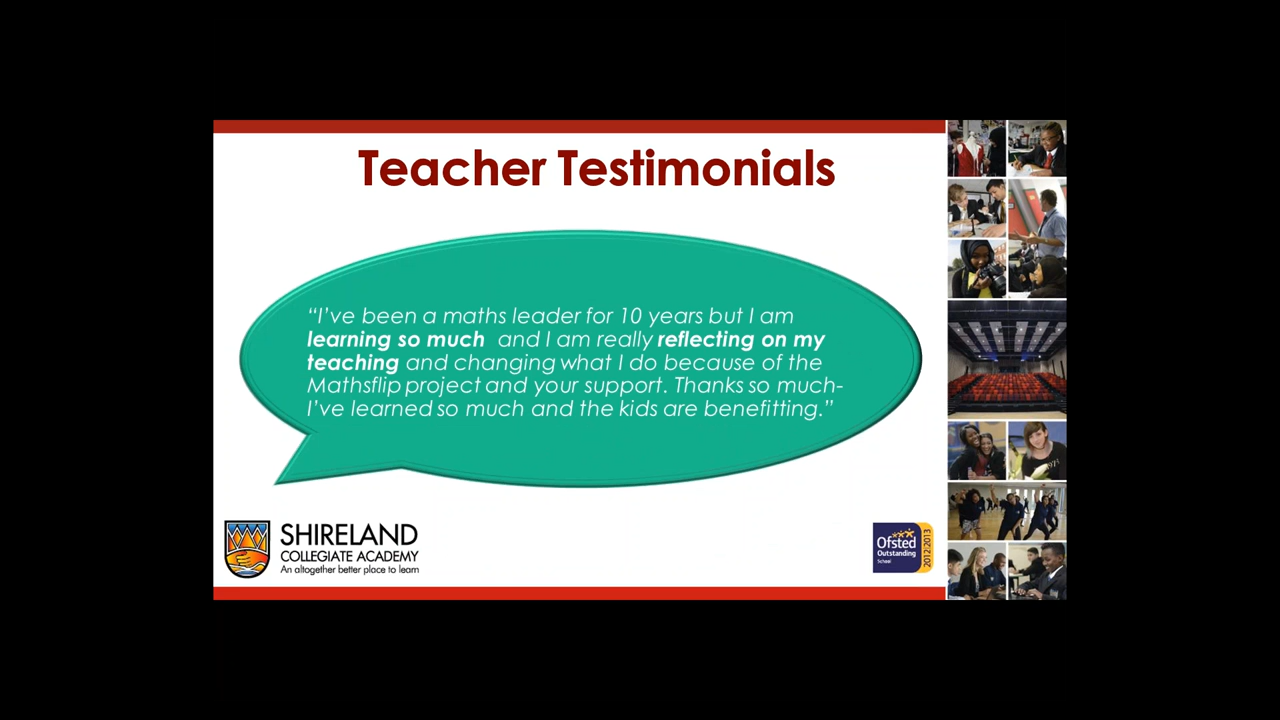 Teacher Testimonials
“I’ve been a maths leader for 10 years but I am
learning so much and I am really reflecting on my
teaching and changing what I do because of the
Mathsflip project and your support. Thanks so much-
I’ve learned so much and the kids are benefitting.”
SHIRELAND
COLLEGIATE ACADEMY
An altogether better place to learn
Ofsted
Outstanding
School
2012|2013